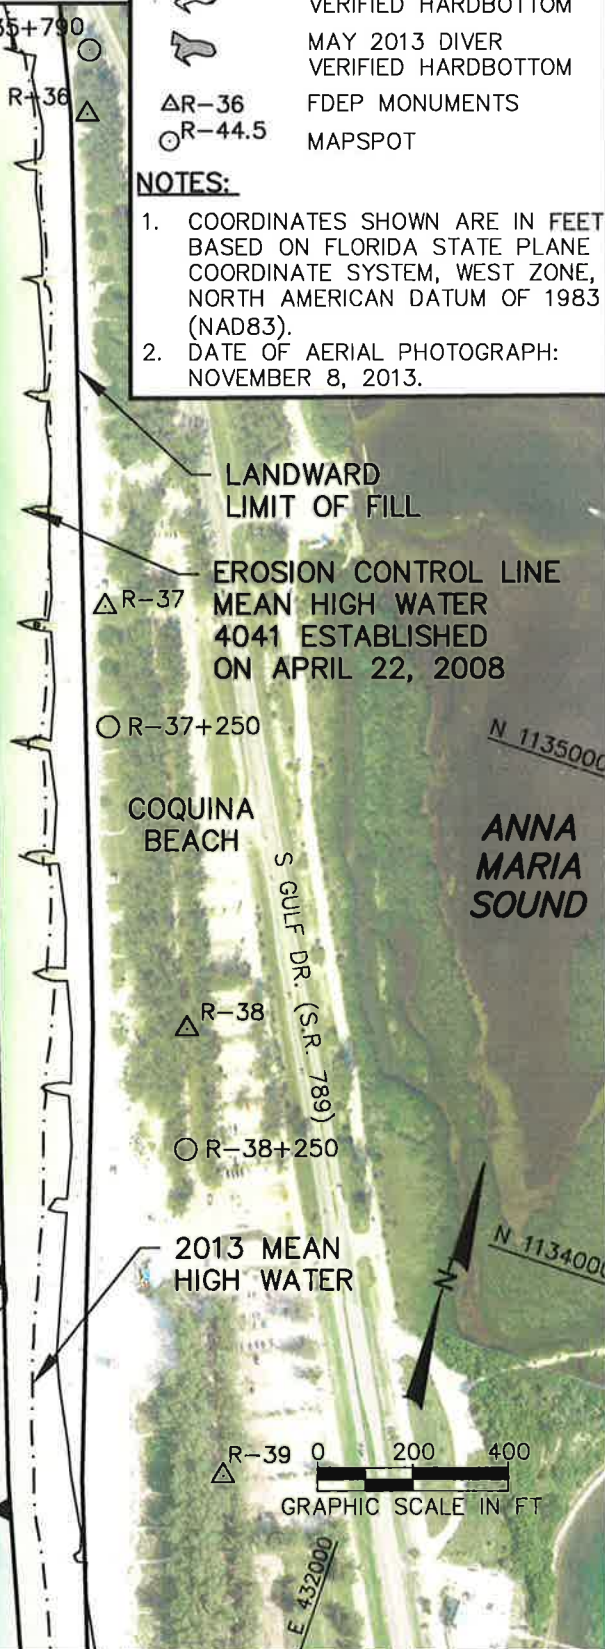 VERIFIED HARDBOTTOM
MAY 2013 DIVER
VERIFIED HARDBOTTOM
R-36
FDEP MONUMENTS
R-44.5
MAPSPOT
NOTES:
1. COORDINATES SHOWN ARE IN FEET
BASED ON FLORIDA STATE PLANE
COORDINATE SYSTEM, WEST ZONE,
NORTH AMERICAN DATUM OF 1983
(NAD83).
2. DATE OF AERIAL PHOTOGRAPH:
NOVEMBER 8, 2013.
35+790
R-36
LANDWARD
LIMIT OF FILL
EROSION CONTROL LINE
MEAN HIGH WATER
4041 ESTABLISHED
ON APRIL 22, 2008
R-37
R-37+250
N 1135000
COQUINA
BEACH
ANNA
MARIA
SOUND
S GULF DR. (S.R. 789)
R-38
R-38+250
2013 MEAN
HIGH WATER
N 1134000
N
R-39
0 200 400
GRAPHIC SCALE IN FT
E 432000